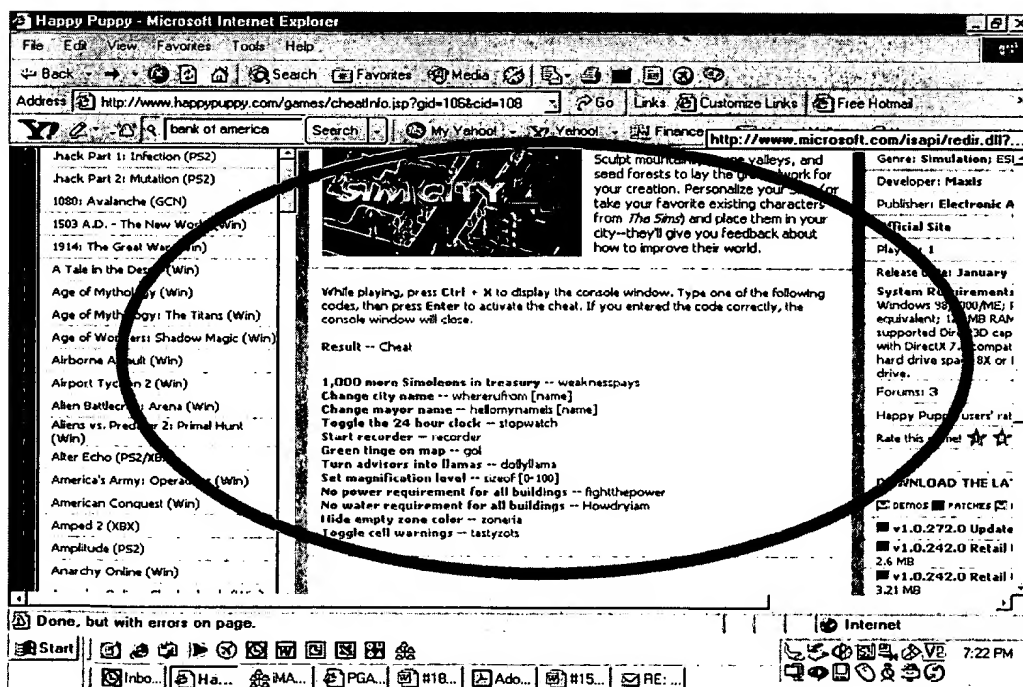 Happy Puppy - Microsoft Internet Explorer
File Edit View Favorites Tools Help
Back Search Favorites Media
Address http://www.happypuppy.com/games/cheatInfo.jsp?gid=106&cid=108 Go Links Customize Links Free Hotmail
Y! bank of america Search My Yahoo! Yahoo! Finance http://www.microsoft.com/isapi/redir.dll?...
.hack Part 1: Infection (PS2)
.hack Part 2: Mutation (PS2)
1080: Avalanche (GCN)
1503 A.D. - The New World (Win)
1914: The Great War (Win)
A Tale in the Desert (Win)
Age of Mythology (Win)
Age of Mythology: The Titans (Win)
Age of Wonders: Shadow Magic (Win)
Airborne Assault (Win)
Airport Tycoon 2 (Win)
Alien Battlecraft Arena (Win)
Aliens vs. Predator 2: Primal Hunt
(Win)
Alter Echo (PS2/XBX)
America's Army: Operations (Win)
American Conquest (Win)
Amped 2 (XBX)
Amplitude (PS2)
Anarchy Online (Win)
SIMCITY
Sculpt mountains, valleys, and
seed forests to lay the groundwork for
your creation. Personalize your Sims (or
take your favorite existing characters
from The Sims) and place them in your
city--they'll give you feedback about
how to improve their world.
While playing, press Ctrl + X to display the console window. Type one of the following
codes, then press Enter to activate the cheat. If you entered the code correctly, the
console window will close.
Result -- Cheat
1,000 more Simoleons in treasury -- weaknesspays
Change city name -- whererufrom [name]
Change mayor name -- hellomynameis [name]
Toggle the 24 hour clock -- stopwatch
Start recorder -- recorder
Green tinge on map -- gol
Turn advisors into llamas -- dollyllama
Set magnification level -- sizeof [0-100]
No power requirement for all buildings -- fightthepower
No water requirement for all buildings -- Howdryiam
Hide empty zone color -- zoneria
Toggle cell warnings -- tastyzots
Genre: Simulation; ESR
Developer: Maxis
Publisher: Electronic A
Official Site
Players: 1
Release Date: January
System Requirements
Windows 98/2000/ME; P
equivalent; 128 MB RAM
supported Direct3D cap
with DirectX 7. compat
hard drive space 8X or
drive.
Forums: 3
Happy Puppy users' rat
Rate this game!
DOWNLOAD THE LA
DEMOS PATCHES
v1.0.272.0 Update
v1.0.242.0 Retail
2.6 MB
v1.0.242.0 Retail
3.21 MB
Done, but with errors on page. Internet
Start 7:22 PM
Inbo... Ha... iMA... PGA... #18... Ado... #15... RE: ...